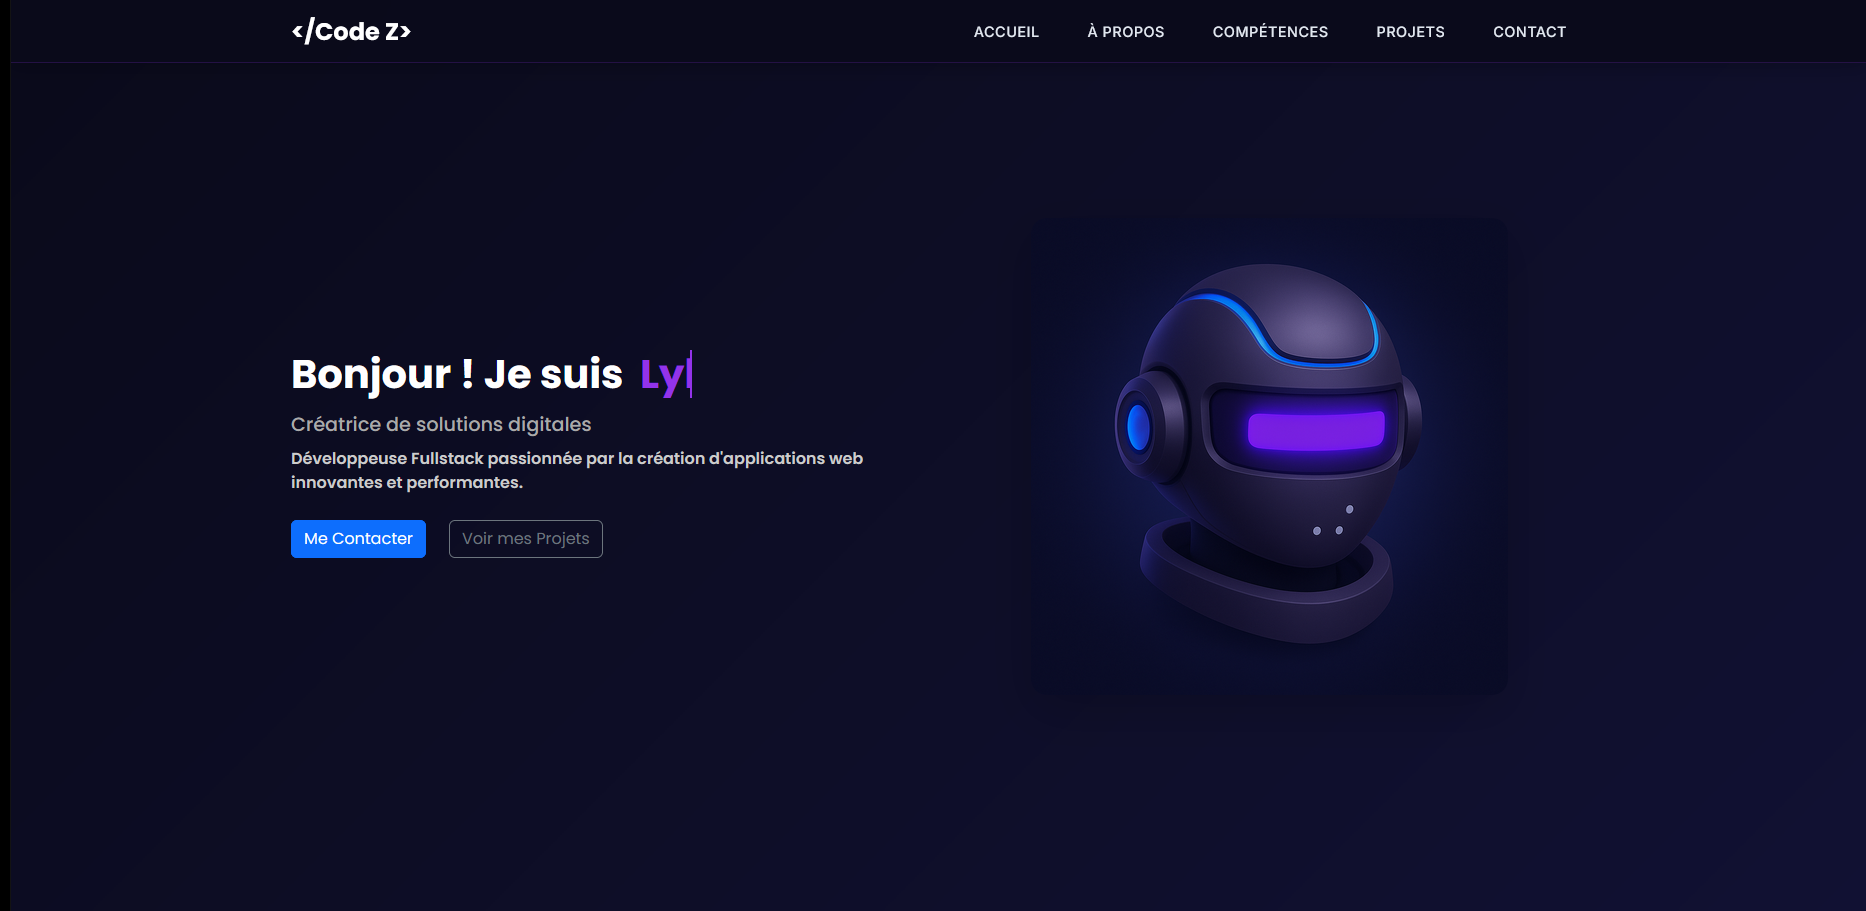 </Code Z>
ACCUEIL
À PROPOS
COMPÉTENCES
PROJETS
CONTACT
Bonjour ! Je suis Lyl
Créatrice de solutions digitales
Développeuse Fullstack passionnée par la création d'applications web
innovantes et performantes.
Me Contacter
Voir mes Projets